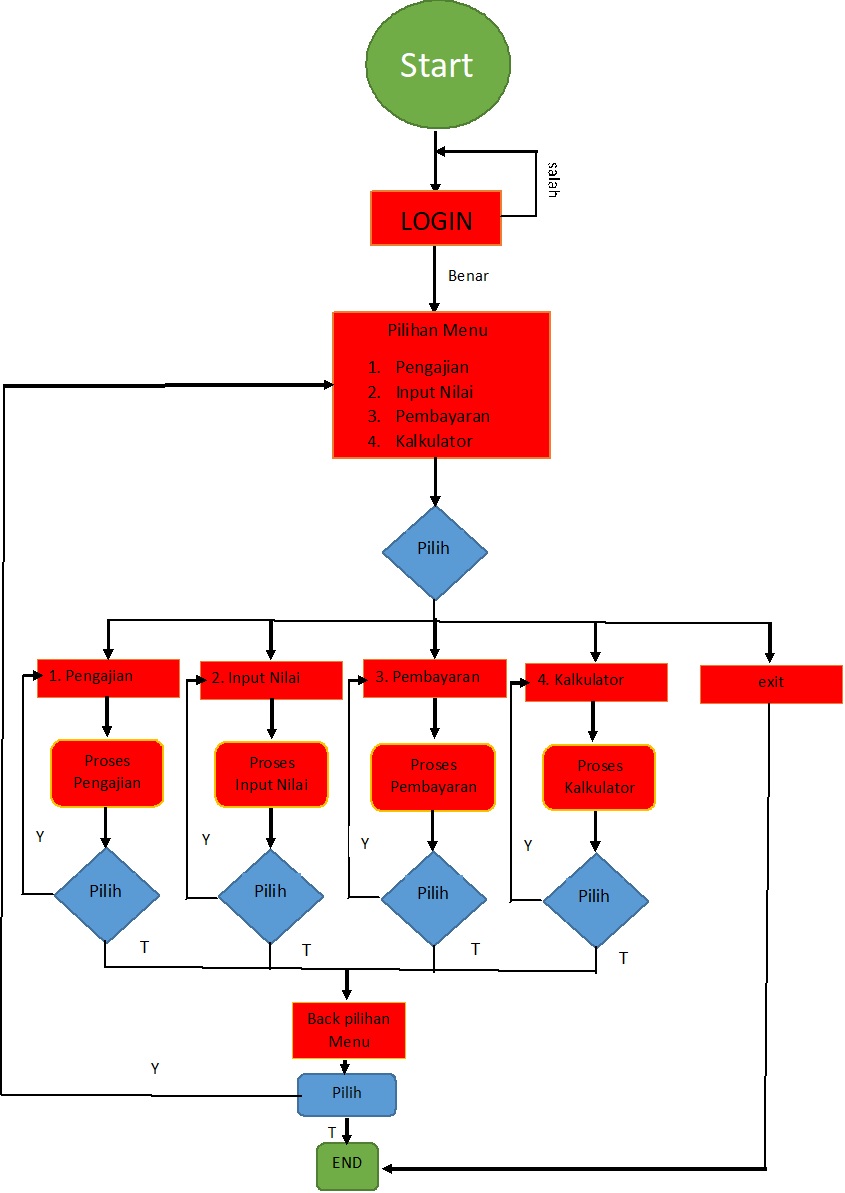 Start
salah
LOGIN
Benar
Pilihan Menu
1. Pengajian
2. Input Nilai
3. Pembayaran
4. Kalkulator
Pilih
1. Pengajian
2. Input Nilai
3. Pembayaran
4. Kalkulator
exit
Proses
Pengajian
Proses
Input Nilai
Proses
Pembayaran
Proses
Kalkulator
Y
Y
Y
Y
Pilih
Pilih
Pilih
Pilih
T
T
T
T
Back pilihan
Menu
Y
Pilih
T
END